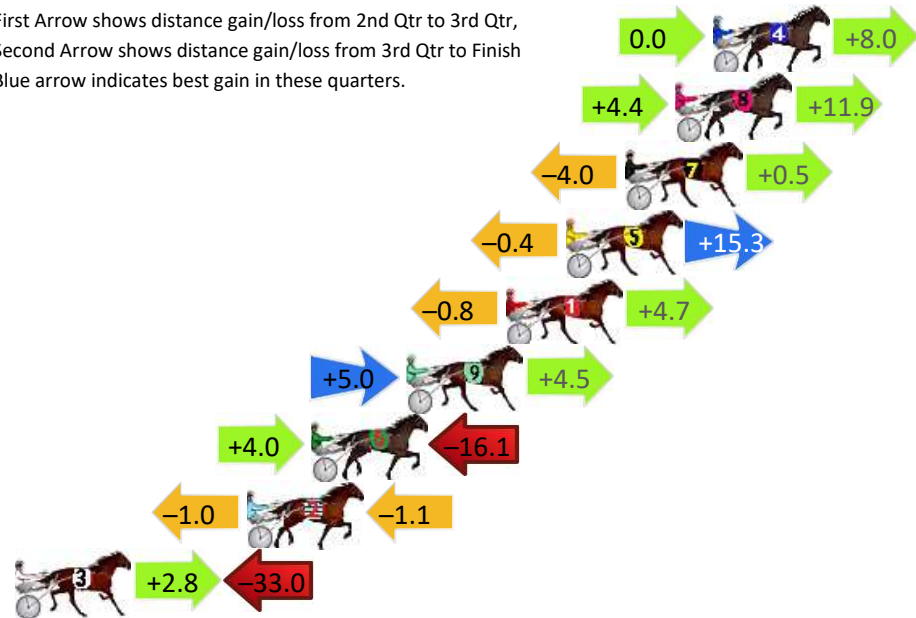 First Arrow shows distance gain/loss from 2nd Qtr to 3rd Qtr,
Second Arrow shows distance gain/loss from 3rd Qtr to Finish
Blue arrow indicates best gain in these quarters.
0.0 4 +8.0
+4.4 8 +11.9
–4.0 7 +0.5
–0.4 5 +15.3
–0.8 1 +4.7
+5.0 9 +4.5
+4.0 6 –16.1
–1.0 2 –1.1
3 +2.8 –33.0